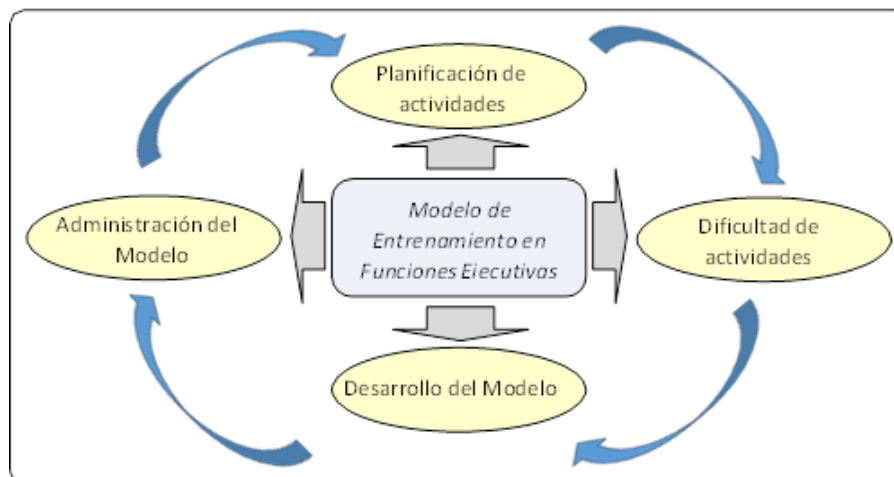 Planificación de
actividades
Administración del
Modelo
Modelo de
Entrenamiento en
Funciones Ejecutivas
Dificultad de
actividades
Desarrollo del Modelo